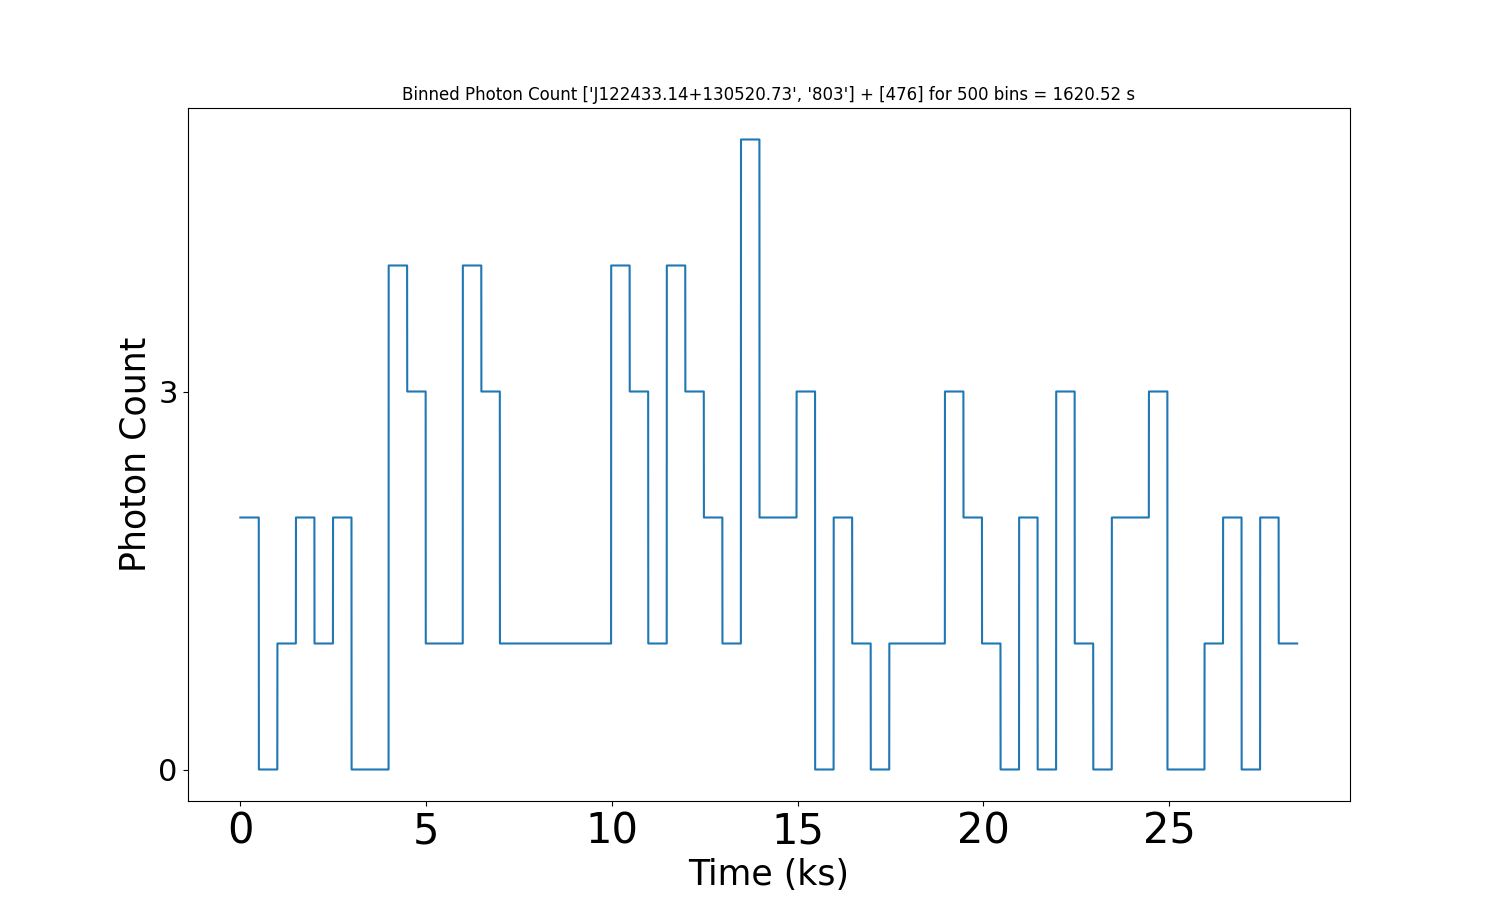 Binned Photon Count ['J122433.14+130520.73', '803'] + [476] for 500 bins = 1620.52 s
Photon Count
3
0
0 5 10 15 20 25
Time (ks)